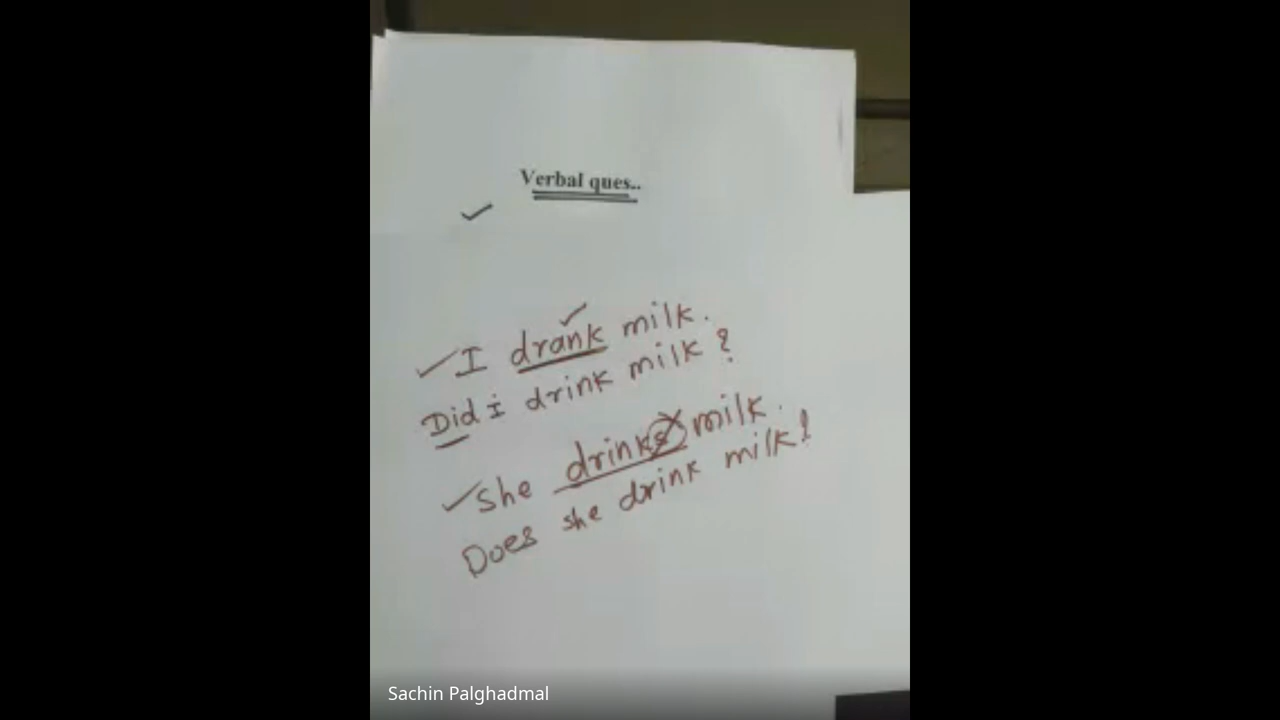 Verbal ques..
I drank milk.
Did I drink milk ?
She drinks milk.
Does she drink milk?
Sachin Palghadmal